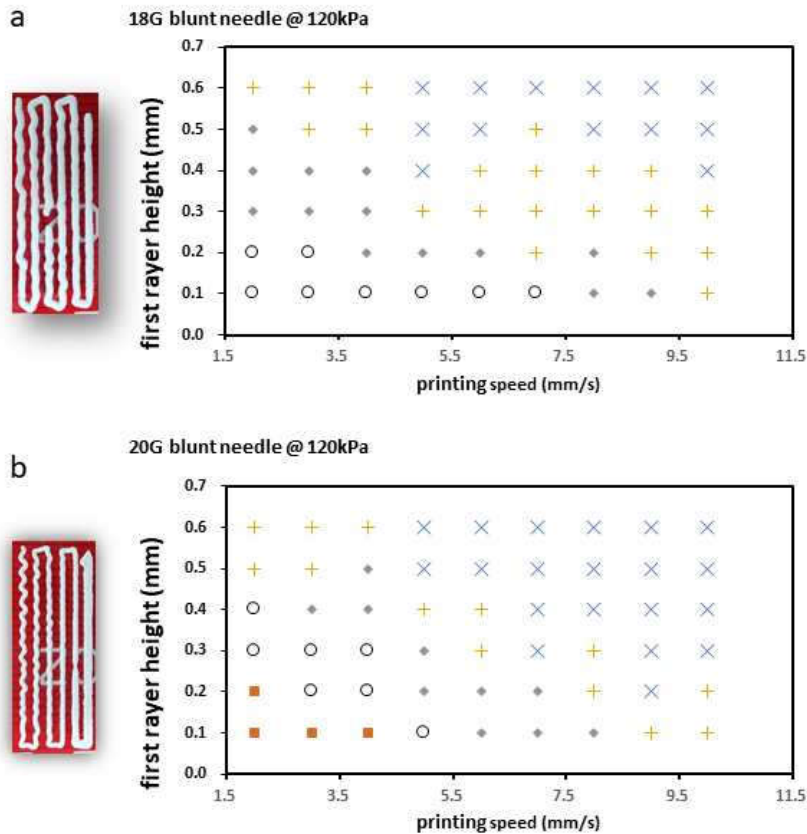 a
18G blunt needle @ 120kPa
0.7
0.6
0.5
0.4
0.3
0.2
0.1
0.0
first rayer height (mm)
1.5 3.5 5.5 7.5 9.5 11.5
printing speed (mm/s)
b
20G blunt needle @ 120kPa
0.7
0.6
0.5
0.4
0.3
0.2
0.1
0.0
first rayer height (mm)
1.5 3.5 5.5 7.5 9.5 11.5
printing speed (mm/s)